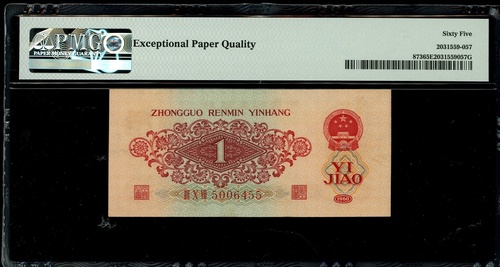 PMG
PAPER MONEY GUARANTY
Exceptional Paper Quality
Sixty Five
2031559-057
87365E2031559057G
ZHONGGUO RENMIN YINHANG
1
YI
JIAO
5006455
1960